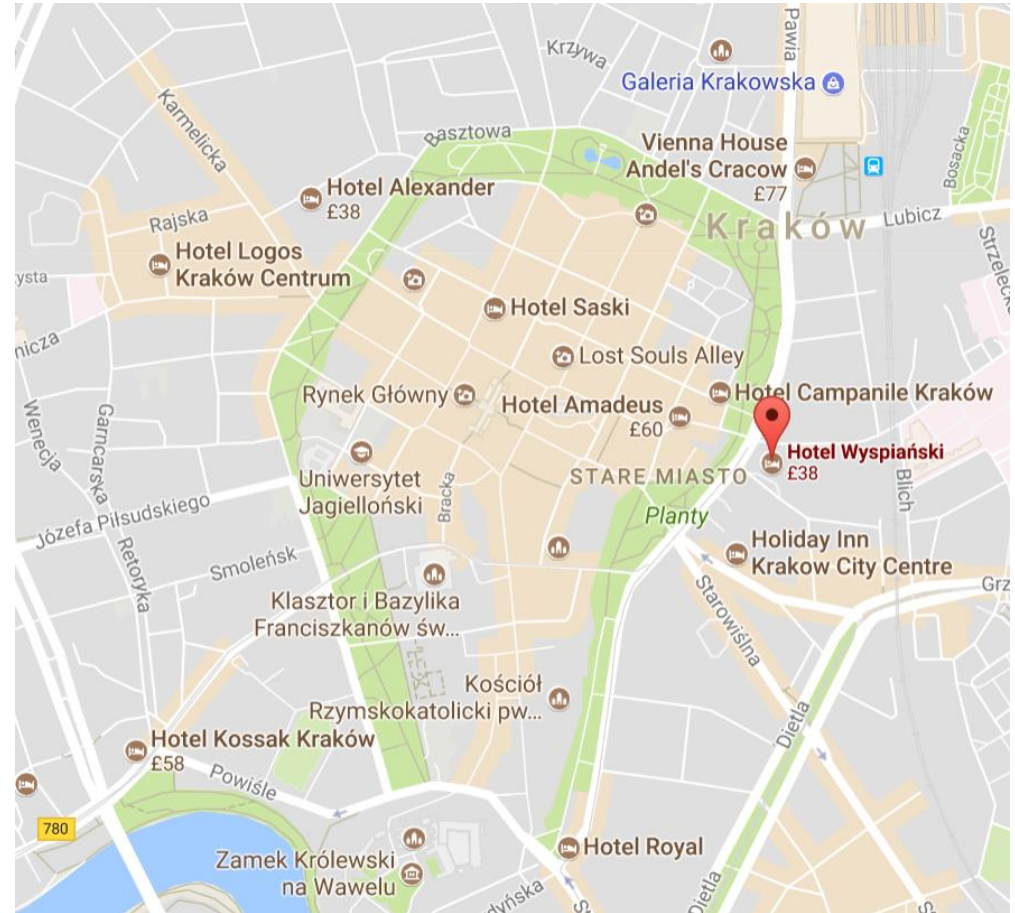 Pawia
Krzywa
Galeria Krakowska
Karmelicka
Basztowa
Vienna House
Andel's Cracow
£77
Bosacka
Hotel Alexander
£38
Rajska
Kraków
Lubicz
Strzelecka
Hotel Logos
Kraków Centrum
ysta
nicza
Hotel Saski
Lost Souls Alley
Rynek Główny
Hotel Campanile Kraków
Hotel Amadeus
£60
Wenecja
Garncarska
Hotel Wyspiański
£38
Uniwersytet
Jagielloński
Bracka
STARE MIASTO
Blich
Józefa Piłsudskiego
Planty
Retoryka
Smoleńsk
Holiday Inn
Krakow City Centre
Grz
Klasztor i Bazylika
Franciszkanów św...
Starowiślna
Kościół
Rzymskokatolicki pw...
Dietla
Hotel Kossak Kraków
£58
Powiśle
780
Zamek Królewski
na Wawelu
Hotel Royal
Dietla
dyńska